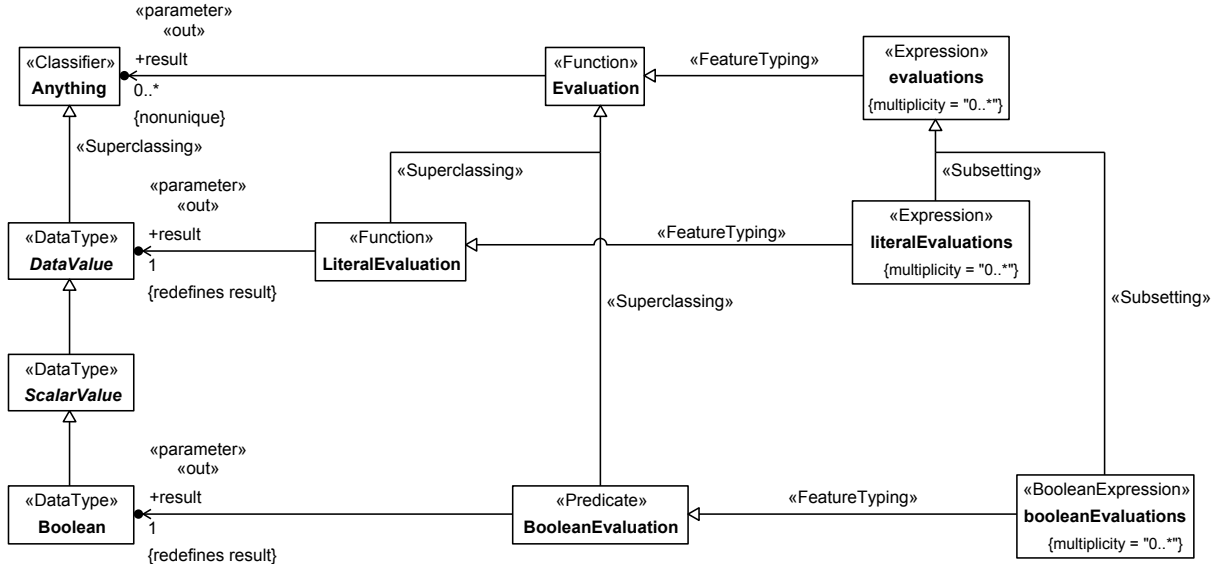 «parameter»
«out»
«Classifier»
Anything
+result
0..*
{nonunique}
«Function»
Evaluation
«FeatureTyping»
«Expression»
evaluations
{multiplicity = "0..*"}
«Superclassing»
«Superclassing»
«Subsetting»
«parameter»
«out»
«DataType»
DataValue
+result
1
{redefines result}
«Function»
LiteralEvaluation
«FeatureTyping»
«Expression»
literalEvaluations
{multiplicity = "0..*"}
«Superclassing»
«Subsetting»
«DataType»
ScalarValue
«parameter»
«out»
«DataType»
Boolean
+result
1
{redefines result}
«Predicate»
BooleanEvaluation
«FeatureTyping»
«BooleanExpression»
booleanEvaluations
{multiplicity = "0..*"}